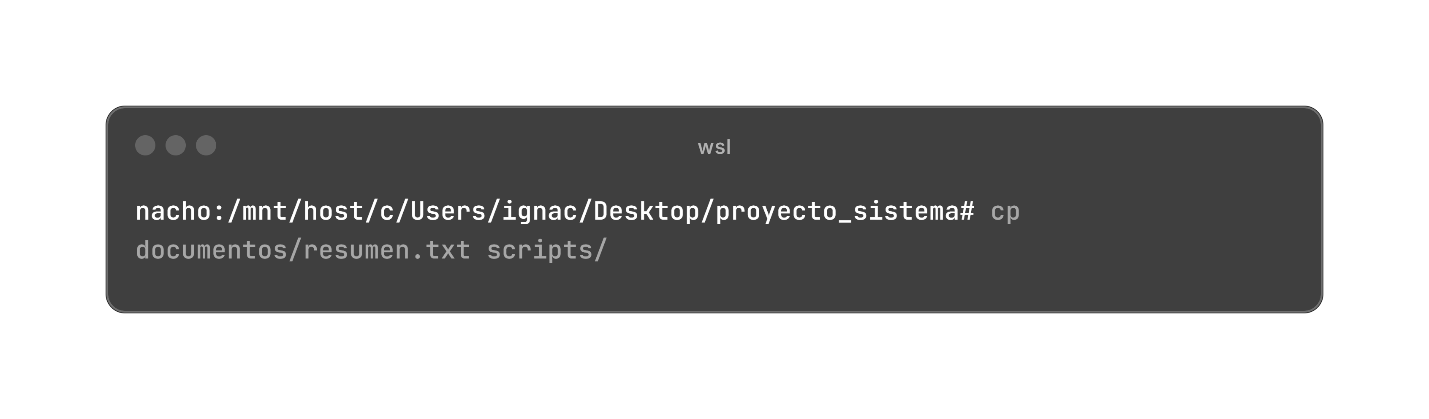 wsl
nacho:/mnt/host/c/Users/ignac/Desktop/proyecto_sistema# cp
documentos/resumen.txt scripts/